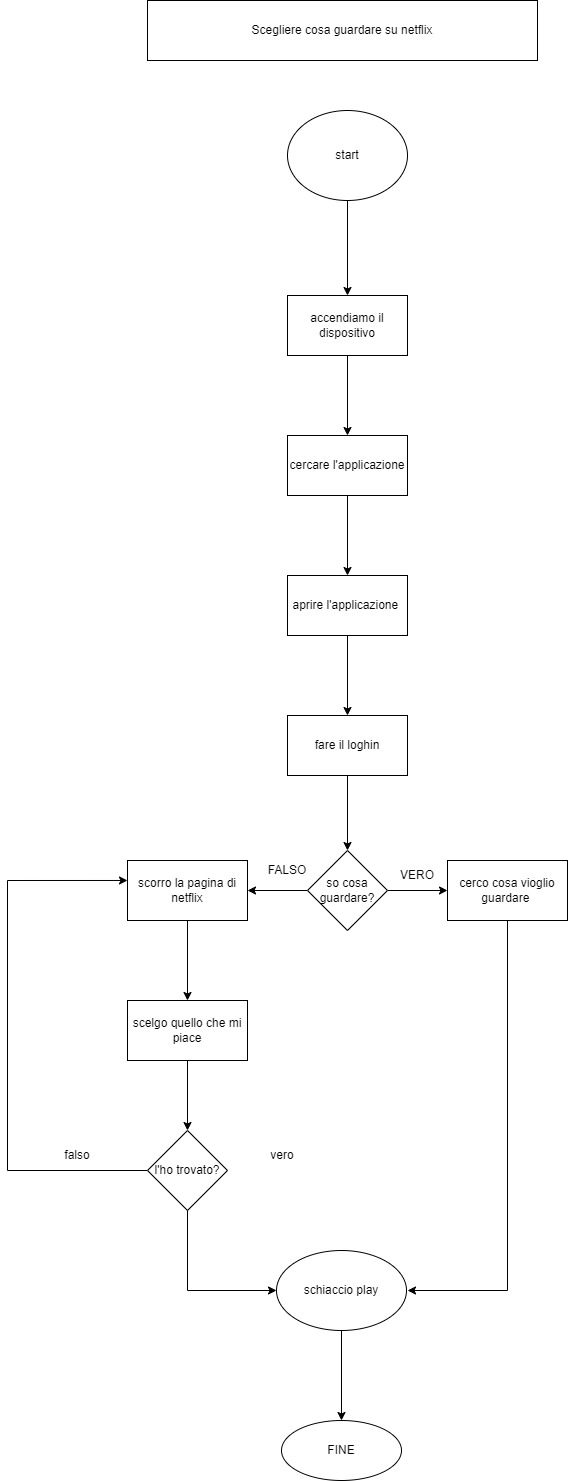 Scegliere cosa guardare su netflix
start
accendiamo il
dispositivo
cercare l'applicazione
aprire l'applicazione
fare il loghin
FALSO
so cosa
guardare?
VERO
scorro la pagina di
netflix
cerco cosa vioglio
guardare
scelgo quello che mi
piace
falso
l'ho trovato?
vero
schiaccio play
FINE